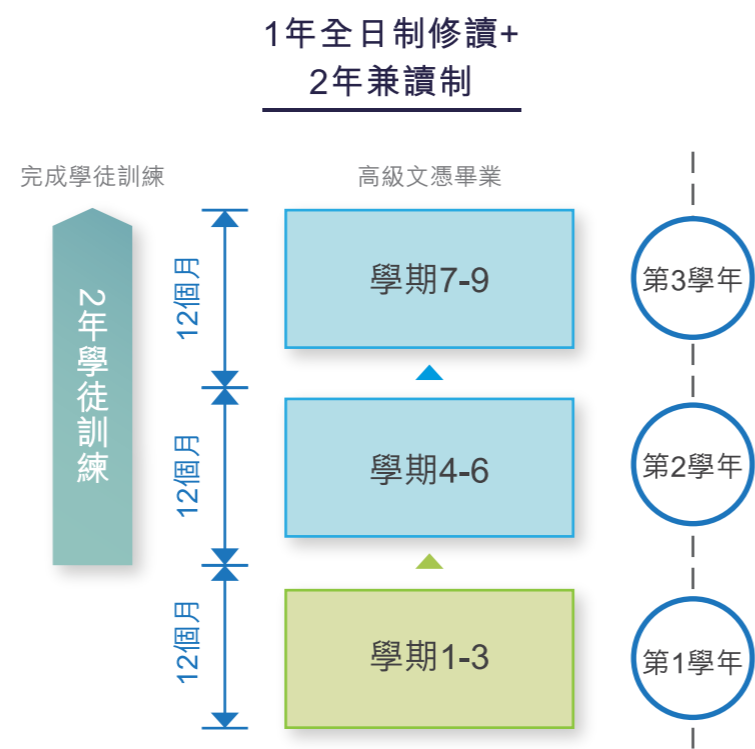 1年全日制修讀+
2年兼讀制
完成學徒訓練
高級文憑畢業
2年學徒訓練
12個月
學期7-9
第3學年
12個月
學期4-6
第2學年
12個月
學期1-3
第1學年